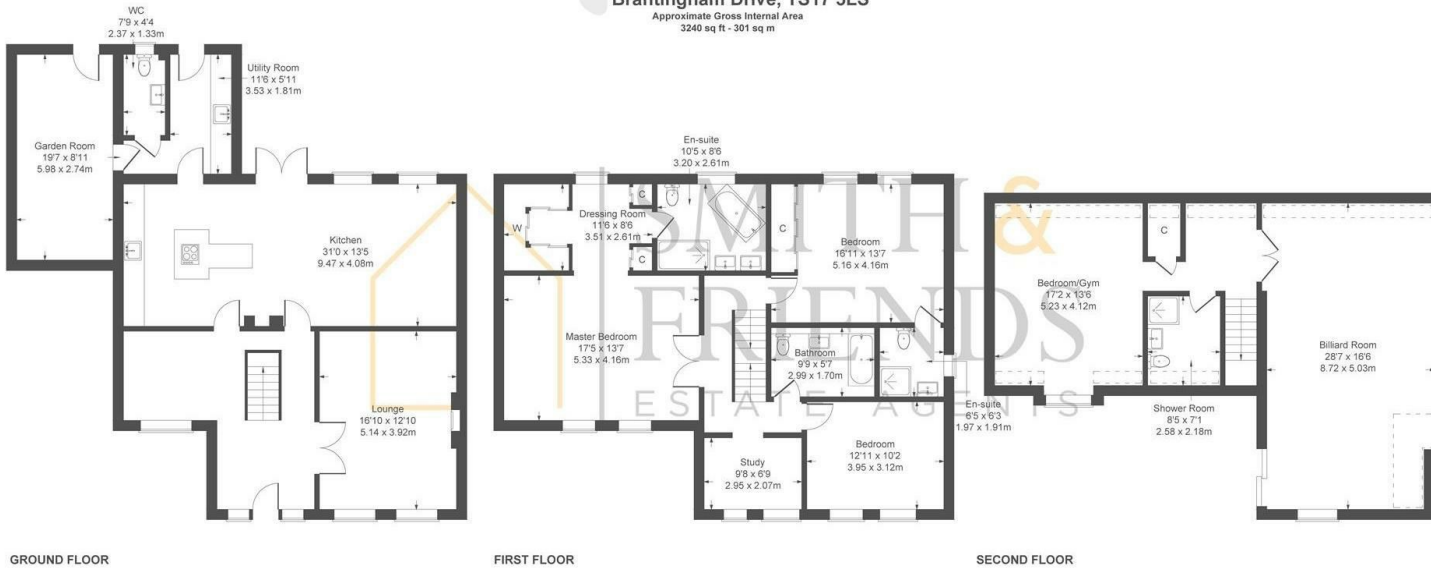 Brantingham Drive, TS17 5LS
Approximate Gross Internal Area
3240 sq ft - 301 sq m
WC
7'9 x 4'4
2.37 x 1.33m
Utility Room
11'6 x 5'11
3.53 x 1.81m
Garden Room
19'7 x 8'11
5.98 x 2.74m
Kitchen
31'0 x 13'5
9.47 x 4.08m
Lounge
16'10 x 12'10
5.14 x 3.92m
GROUND FLOOR
En-suite
10'5 x 8'6
3.20 x 2.61m
W
Dressing Room
11'6 x 8'6
3.51 x 2.61m
C
C
C
Bedroom
16'11 x 13'7
5.16 x 4.16m
Master Bedroom
17'5 x 13'7
5.33 x 4.16m
Bathroom
9'9 x 5'7
2.99 x 1.70m
En-suite
6'5 x 6'3
1.97 x 1.91m
Study
9'8 x 6'9
2.95 x 2.07m
Bedroom
12'11 x 10'2
3.95 x 3.12m
FIRST FLOOR
C
Bedroom/Gym
17'2 x 13'6
5.23 x 4.12m
Billiard Room
28'7 x 16'6
8.72 x 5.03m
Shower Room
8'5 x 7'1
2.58 x 2.18m
SECOND FLOOR
SMITH &
FRIENDS
ESTATE AGENTS